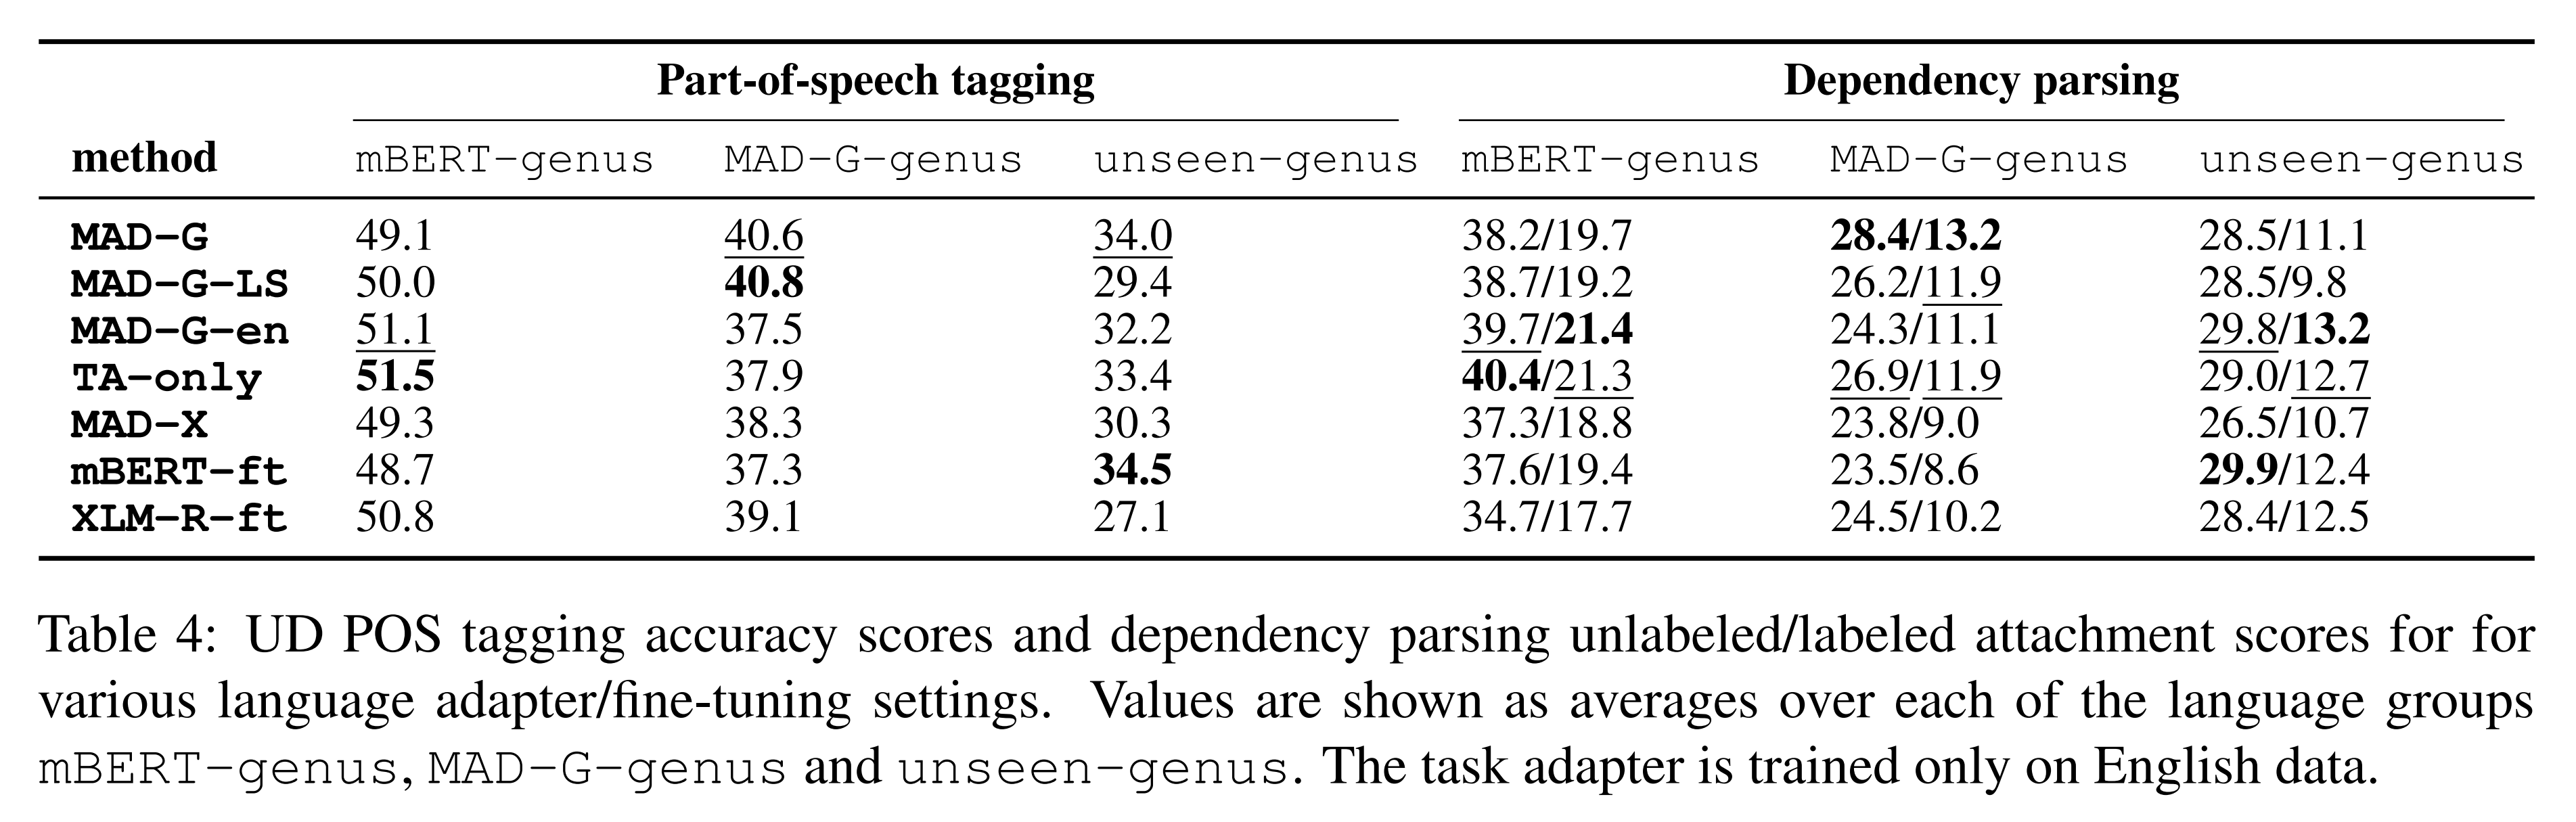 Part-of-speech tagging Dependency parsing
method mBERT-genus MAD-G-genus unseen-genus mBERT-genus MAD-G-genus unseen-genus
MAD-G 49.1 40.6 34.0 38.2/19.7 28.4/13.2 28.5/11.1
MAD-G-LS 50.0 40.8 29.4 38.7/19.2 26.2/11.9 28.5/9.8
MAD-G-en 51.1 37.5 32.2 39.7/21.4 24.3/11.1 29.8/13.2
TA-only 51.5 37.9 33.4 40.4/21.3 26.9/11.9 29.0/12.7
MAD-X 49.3 38.3 30.3 37.3/18.8 23.8/9.0 26.5/10.7
mBERT-ft 48.7 37.3 34.5 37.6/19.4 23.5/8.6 29.9/12.4
XLM-R-ft 50.8 39.1 27.1 34.7/17.7 24.5/10.2 28.4/12.5
Table 4: UD POS tagging accuracy scores and dependency parsing unlabeled/labeled attachment scores for for
various language adapter/fine-tuning settings. Values are shown as averages over each of the language groups
mBERT-genus, MAD-G-genus and unseen-genus. The task adapter is trained only on English data.